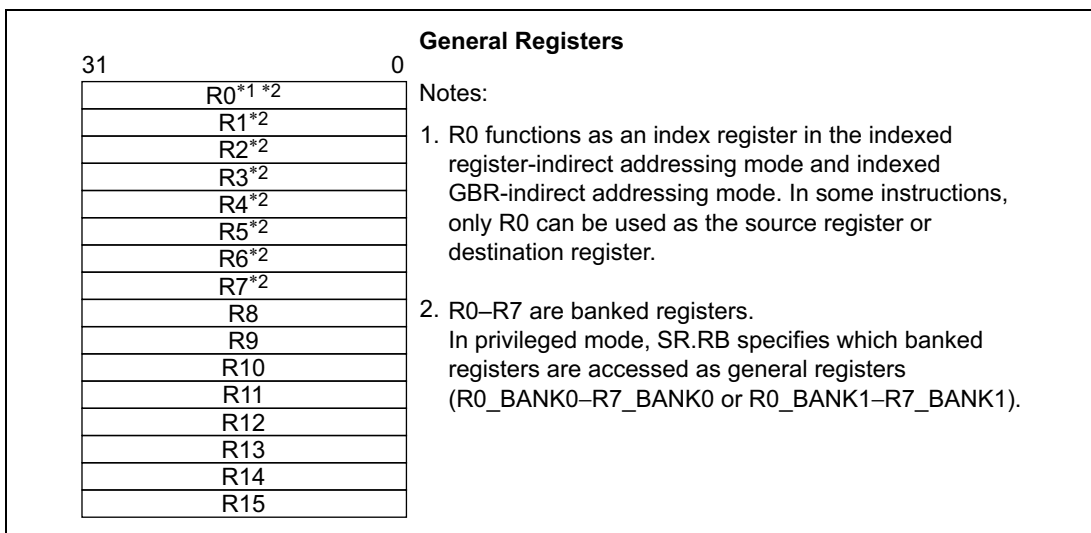 General Registers
31 0
R0*1 *2
R1*2
R2*2
R3*2
R4*2
R5*2
R6*2
R7*2
R8
R9
R10
R11
R12
R13
R14
R15
Notes:
1. R0 functions as an index register in the indexed
register-indirect addressing mode and indexed
GBR-indirect addressing mode. In some instructions,
only R0 can be used as the source register or
destination register.
2. R0–R7 are banked registers.
In privileged mode, SR.RB specifies which banked
registers are accessed as general registers
(R0_BANK0–R7_BANK0 or R0_BANK1–R7_BANK1).